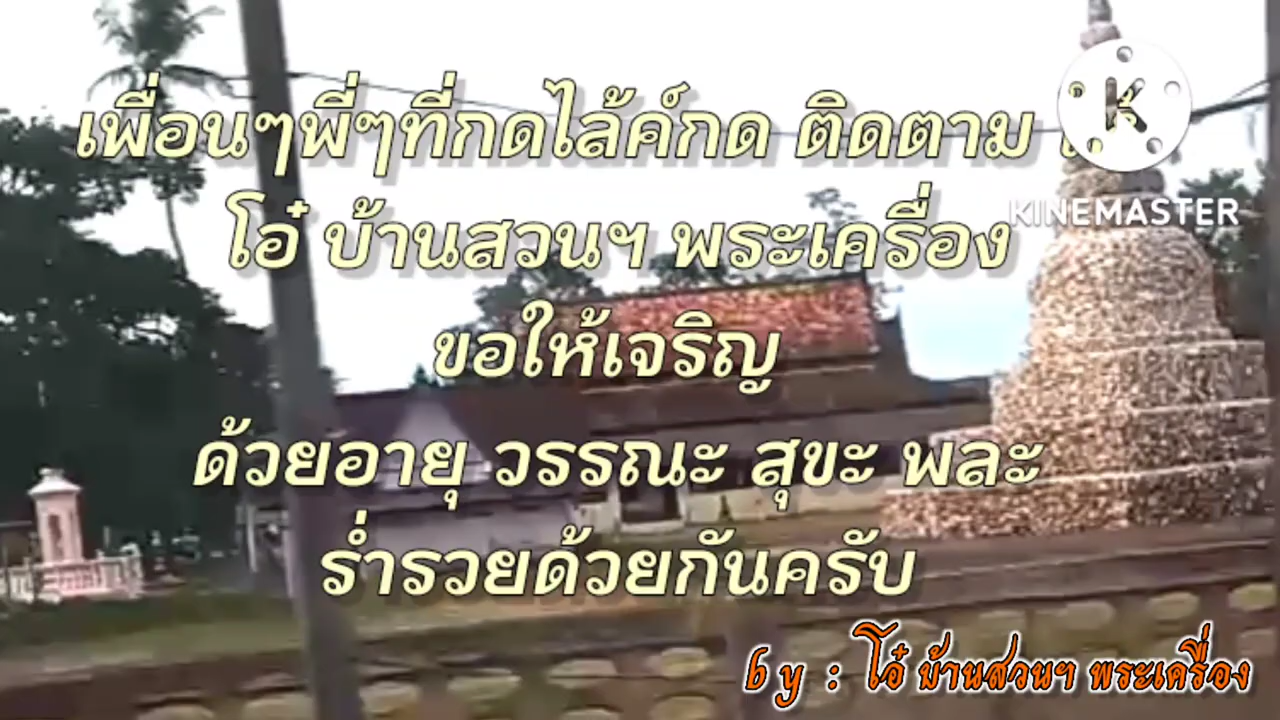 เพื่อนๆพี่ๆที่กดไล้ค์กด ติดตาม
โอ๋ บ้านสวนฯ พระเครื่อง
ขอให้เจริญ
ด้วยอายุ วรรณะ สุขะ พละ
ร่ำรวยด้วยกันครับ
K
KINEMASTER
by : โอ๋ บ้านสวนฯ พระเครื่อง